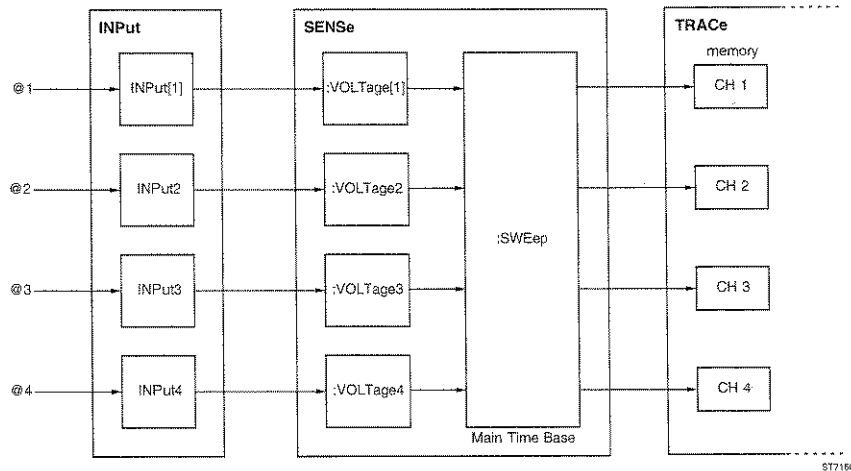 INPut
SENSe
TRACe
memory
@1
INPut[1]
:VOLTage[1]
CH 1
@2
INPut2
:VOLTage2
CH 2
:SWEep
@3
INPut3
:VOLTage3
CH 3
@4
INPut4
:VOLTage4
CH 4
Main Time Base